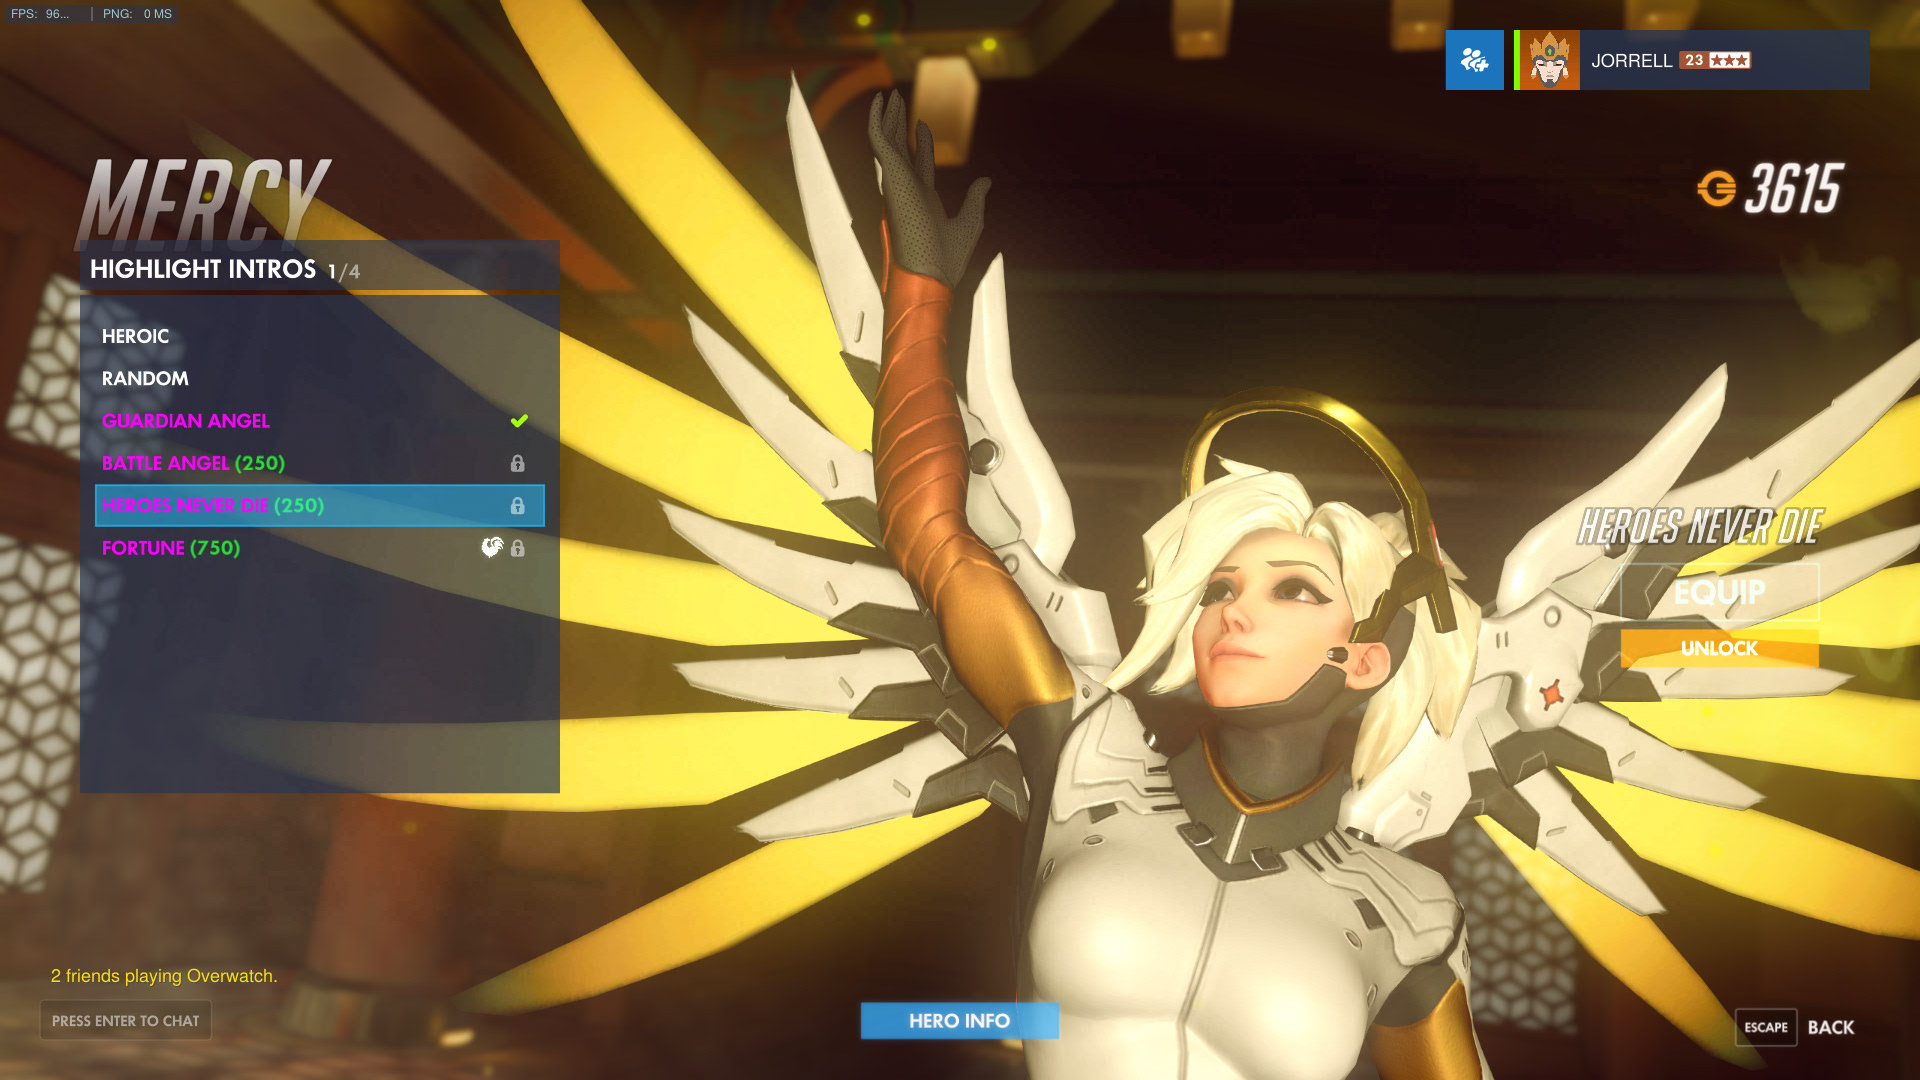 FPS: 96... | PNG: 0 MS
JORRELL 23
MERCY
3615
HIGHLIGHT INTROS 1/4
HEROIC
RANDOM
GUARDIAN ANGEL
BATTLE ANGEL (250)
HEROES NEVER DIE (250)
FORTUNE (750)
HEROES NEVER DIE
EQUIP
UNLOCK
2 friends playing Overwatch.
PRESS ENTER TO CHAT
HERO INFO
ESCAPE BACK